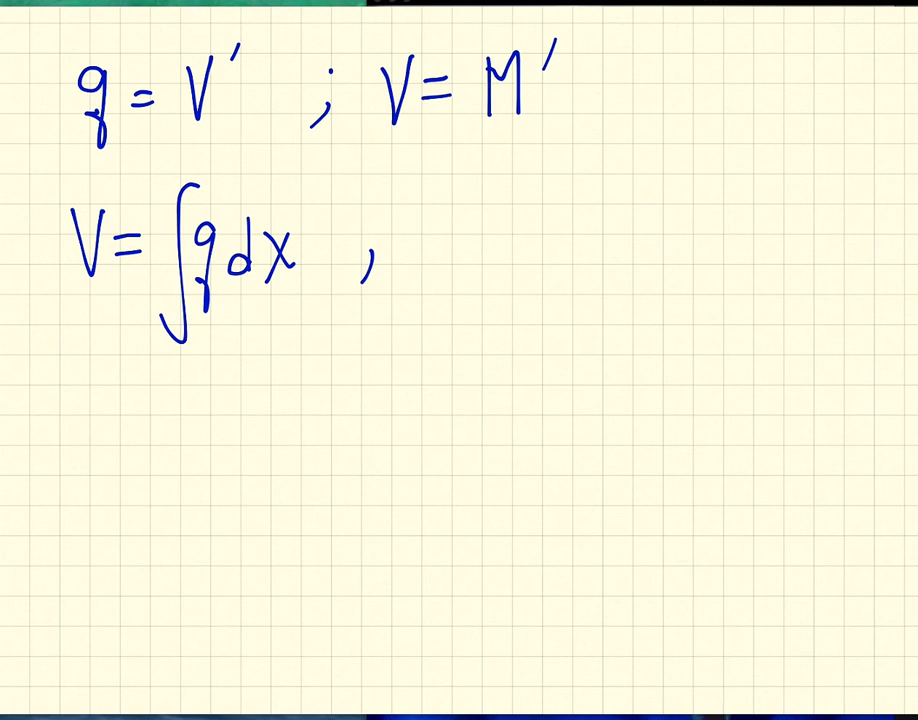 q = V' ; V = M'
V = ∫ q dx ,